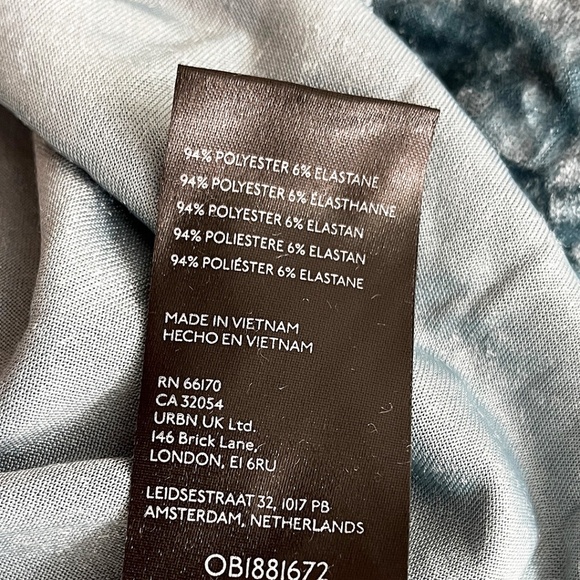 94% POLYESTER 6% ELASTANE
94% POLYESTER 6% ÉLASTHANNE
94% POLYESTER 6% ELASTAN
94% POLIESTERE 6% ELASTAN
94% POLIÉSTER 6% ELASTANE
MADE IN VIETNAM
HECHO EN VIETNAM
RN 66170
CA 32054
URBN UK Ltd.
146 Brick Lane,
LONDON, E1 6RU
LEIDSESTRAAT 32, 1017 PB
AMSTERDAM, NETHERLANDS
OB1881672